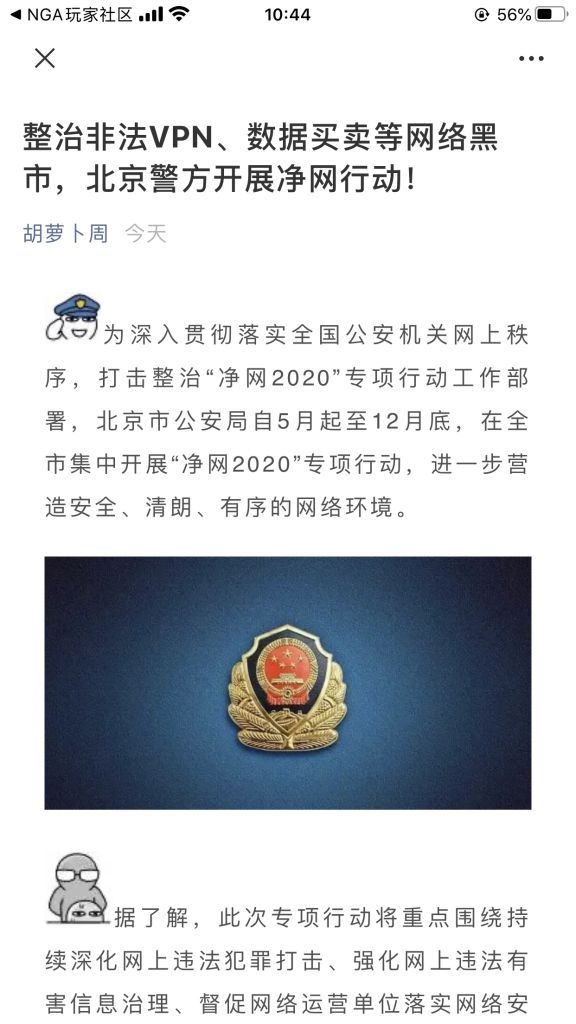 NGA玩家社区
10:44
56%
整治非法VPN、数据买卖等网络黑
市，北京警方开展净网行动！
胡萝卜周 今天
为深入贯彻落实全国公安机关网上秩
序，打击整治“净网2020”专项行动工作部
署，北京市公安局自5月起至12月底，在全
市集中开展“净网2020”专项行动，进一步营
造安全、清朗、有序的网络环境。
据了解，此次专项行动将重点围绕持
续深化网上违法犯罪打击、强化网上违法有
害信息治理、督促网络运营单位落实网络安